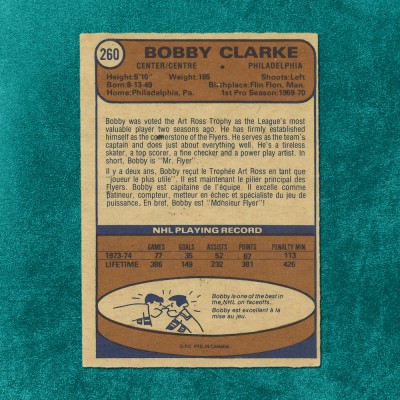 260 BOBBY CLARKE
CENTER/CENTRE • PHILADELPHIA
Height:5'10" Weight:185 Shoots:Left
Born:8-13-49 Birthplace:Flin Flon, Man.
Home:Philadelphia, Pa. 1st Pro Season:1969-70
Bobby was voted the Art Ross Trophy as the League's most
valuable player two seasons ago. He has firmly established
himself as the cornerstone of the Flyers. He serves as the team's
captain and does just about everything well. He's a tireless
skater, a top scorer, a fine checker and a power play artist. In
short, Bobby is "Mr. Flyer".
Il y a deux ans, Bobby reçut le Trophée Art Ross en tant que
"joueur le plus utile". Il est maintenant le pilier principal des
Flyers. Bobby est capitaine de l'équipe. Il excelle comme
patineur, compteur, metteur en échec et spécialiste du jeu de
puissance. En bref, Bobby est "Monsieur Flyer"!
NHL PLAYING RECORD
GAMES GOALS ASSISTS POINTS PENALTY MIN.
1973-74 77 35 52 87 113
LIFETIME 386 149 232 381 426
Bobby is one of the best in
the NHL on faceoffs.
Bobby est excellent à la
mise au jeu.